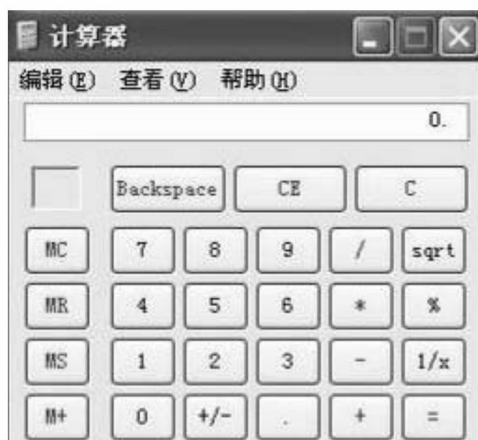 计算器
编辑(E) 查看(V) 帮助(H)
0.
Backspace CE C
MC 7 8 9 / sqrt
MR 4 5 6 * %
MS 1 2 3 - 1/x
M+ 0 +/- . + =